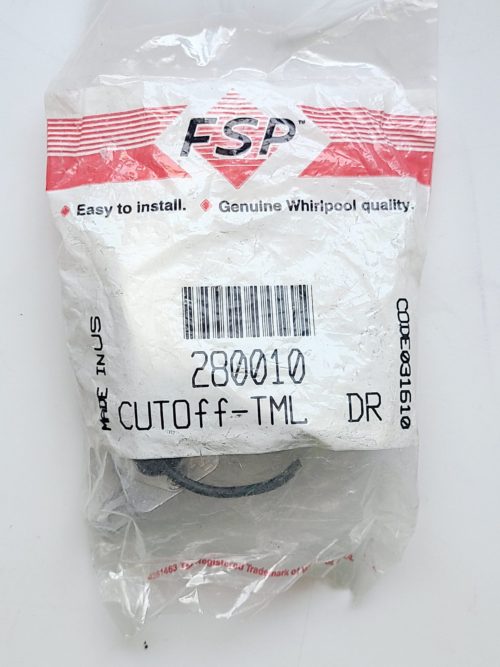 FSP™
Easy to install. Genuine Whirlpool quality.
280010
CUTOff-TML DR
MADE IN US
CODE031610
Registered Trademark of